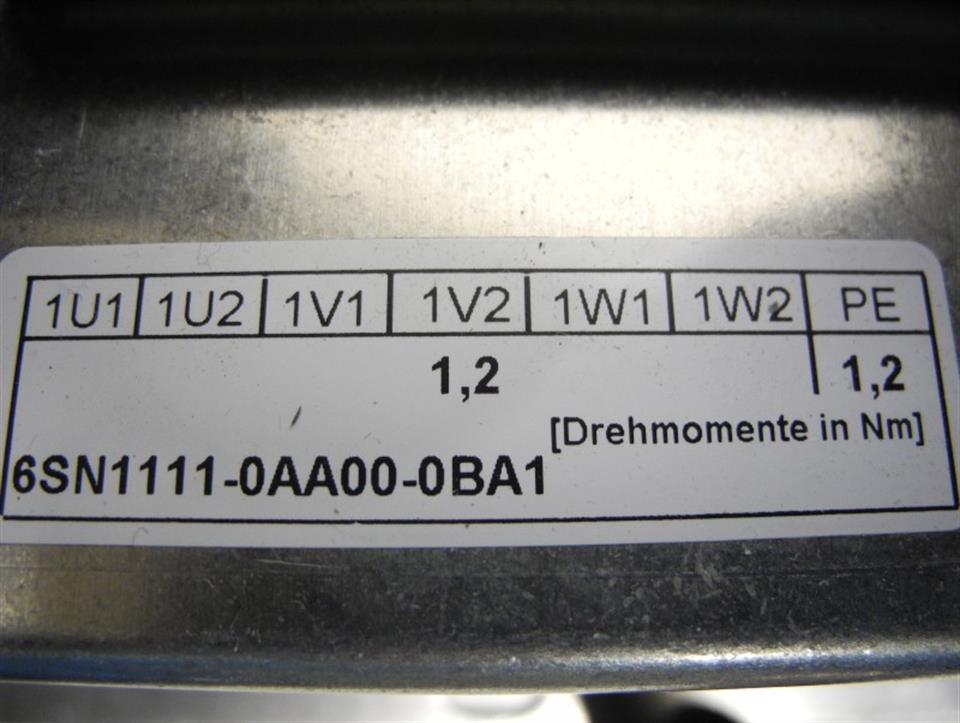 1U1 1U2 1V1 1V2 1W1 1W2 PE
1,2 1,2
[Drehmomente in Nm]
6SN1111-0AA00-0BA1